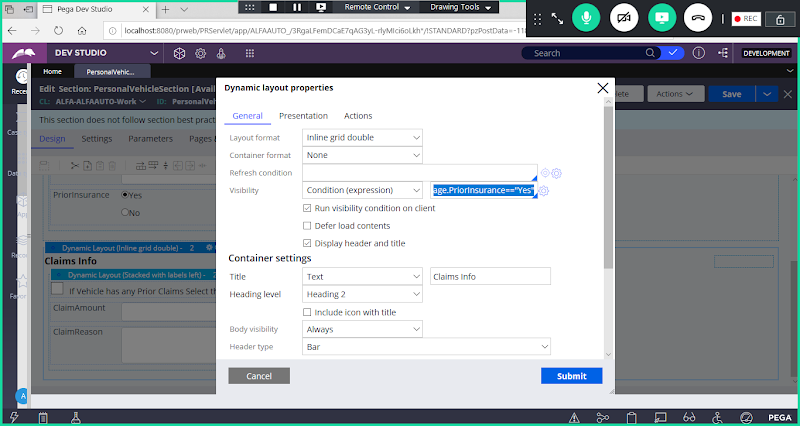 Pega Dev Studio
Remote Control
Drawing Tools
REC
localhost:8080/prweb/PRServlet/app/ALFAAUTO_/3RgaLFemDCaE7qAG3yL-rlyMIci6oLkh*/!STANDARD?pzPostData=-11
DEV STUDIO
Search
DEVELOPMENT
Home
PersonalVehic...
Edit Section: PersonalVehicleSection [Avail
CL: ALFA-ALFAAUTO-Work
ID: PersonalVe
Actions
Save
This section does not follow section best pract
Design
Settings
Parameters
Pages &
PriorInsurance
Yes
No
Dynamic Layout (Inline grid double) - 2
Claims Info
Dynamic Layout (Stacked with labels left) - 2
If Vehicle has any Prior Claims Select th
ClaimAmount
ClaimReason
Dynamic layout properties
General
Presentation
Actions
Layout format
Inline grid double
Container format
None
Refresh condition
Visibility
Condition (expression)
age.PriorInsurance=="Yes"
Run visibility condition on client
Defer load contents
Display header and title
Container settings
Title
Text
Claims Info
Heading level
Heading 2
Include icon with title
Body visibility
Always
Header type
Bar
Cancel
Submit
PEGA